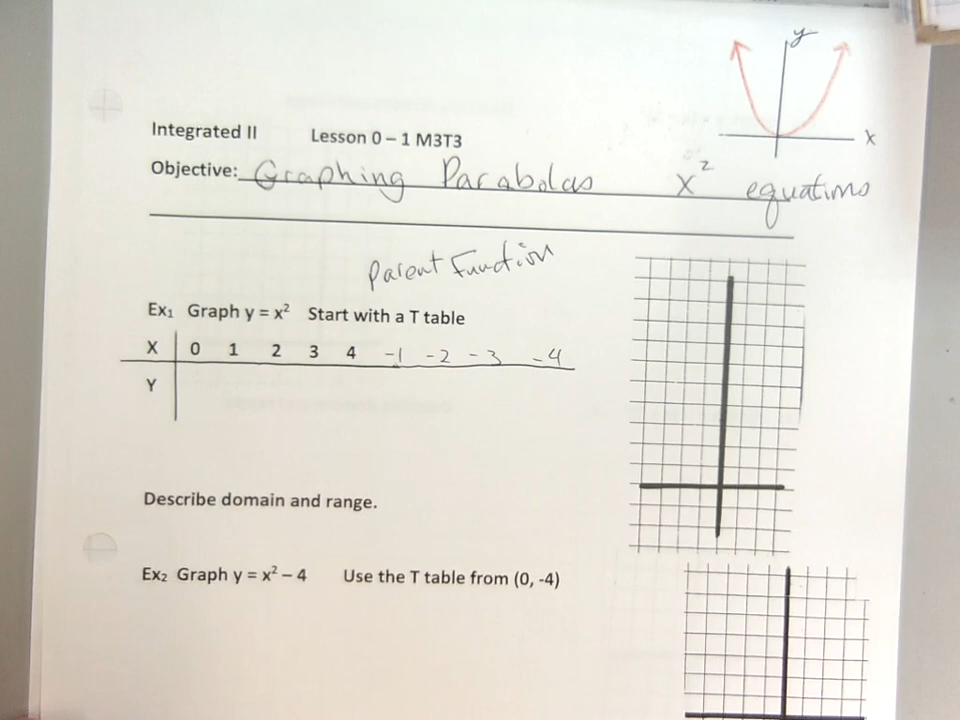 y
x
Integrated II Lesson 0 – 1 M3T3
Objective: Graphing Parabolas x² equations
Parent Function
Ex₁ Graph y = x² Start with a T table
X 0 1 2 3 4 -1 -2 -3 -4
Y
Describe domain and range.
Ex₂ Graph y = x² – 4 Use the T table from (0, -4)